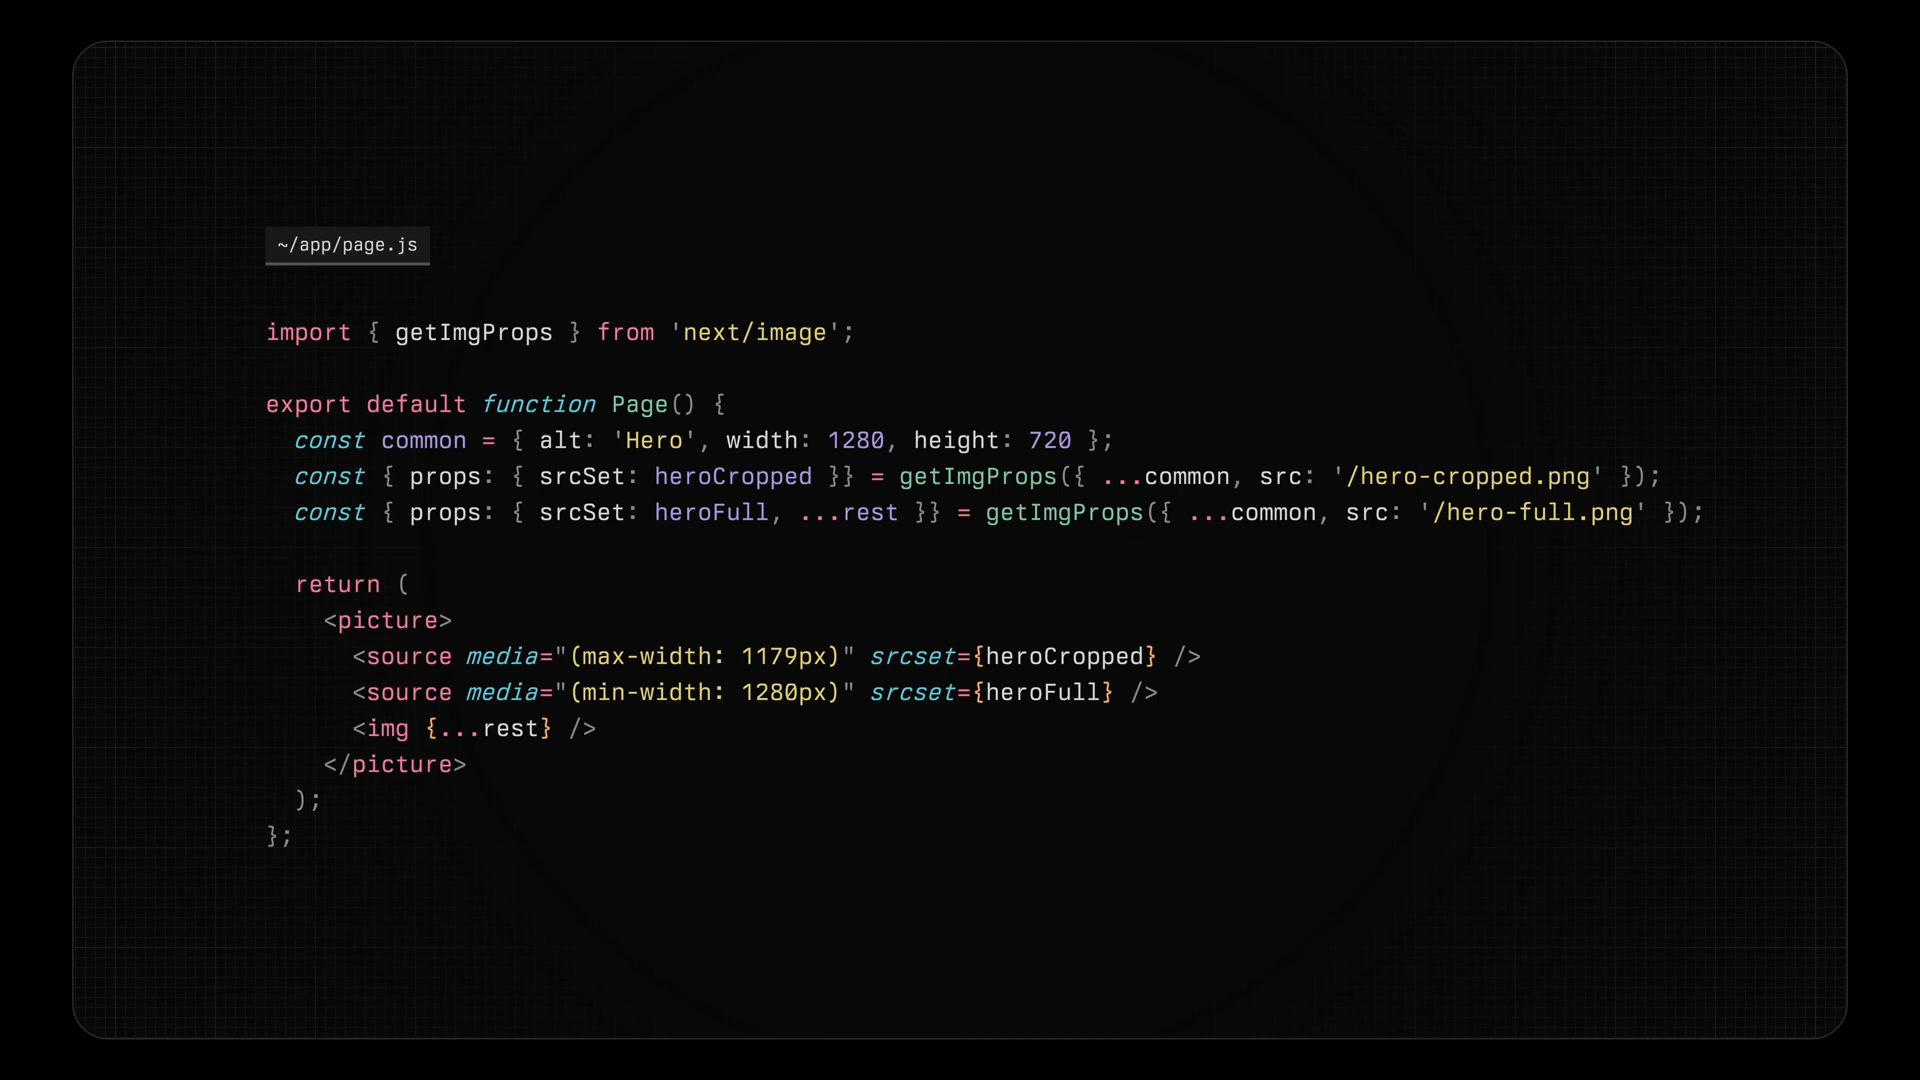 ~/app/page.js
import { getImgProps } from 'next/image';
export default function Page() {
const common = { alt: 'Hero', width: 1280, height: 720 };
const { props: { srcSet: heroCropped }} = getImgProps({ ...common, src: '/hero-cropped.png' });
const { props: { srcSet: heroFull, ...rest }} = getImgProps({ ...common, src: '/hero-full.png' });
return (
<picture>
<source media="(max-width: 1179px)" srcset={heroCropped} />
<source media="(min-width: 1280px)" srcset={heroFull} />
<img {...rest} />
</picture>
);
};